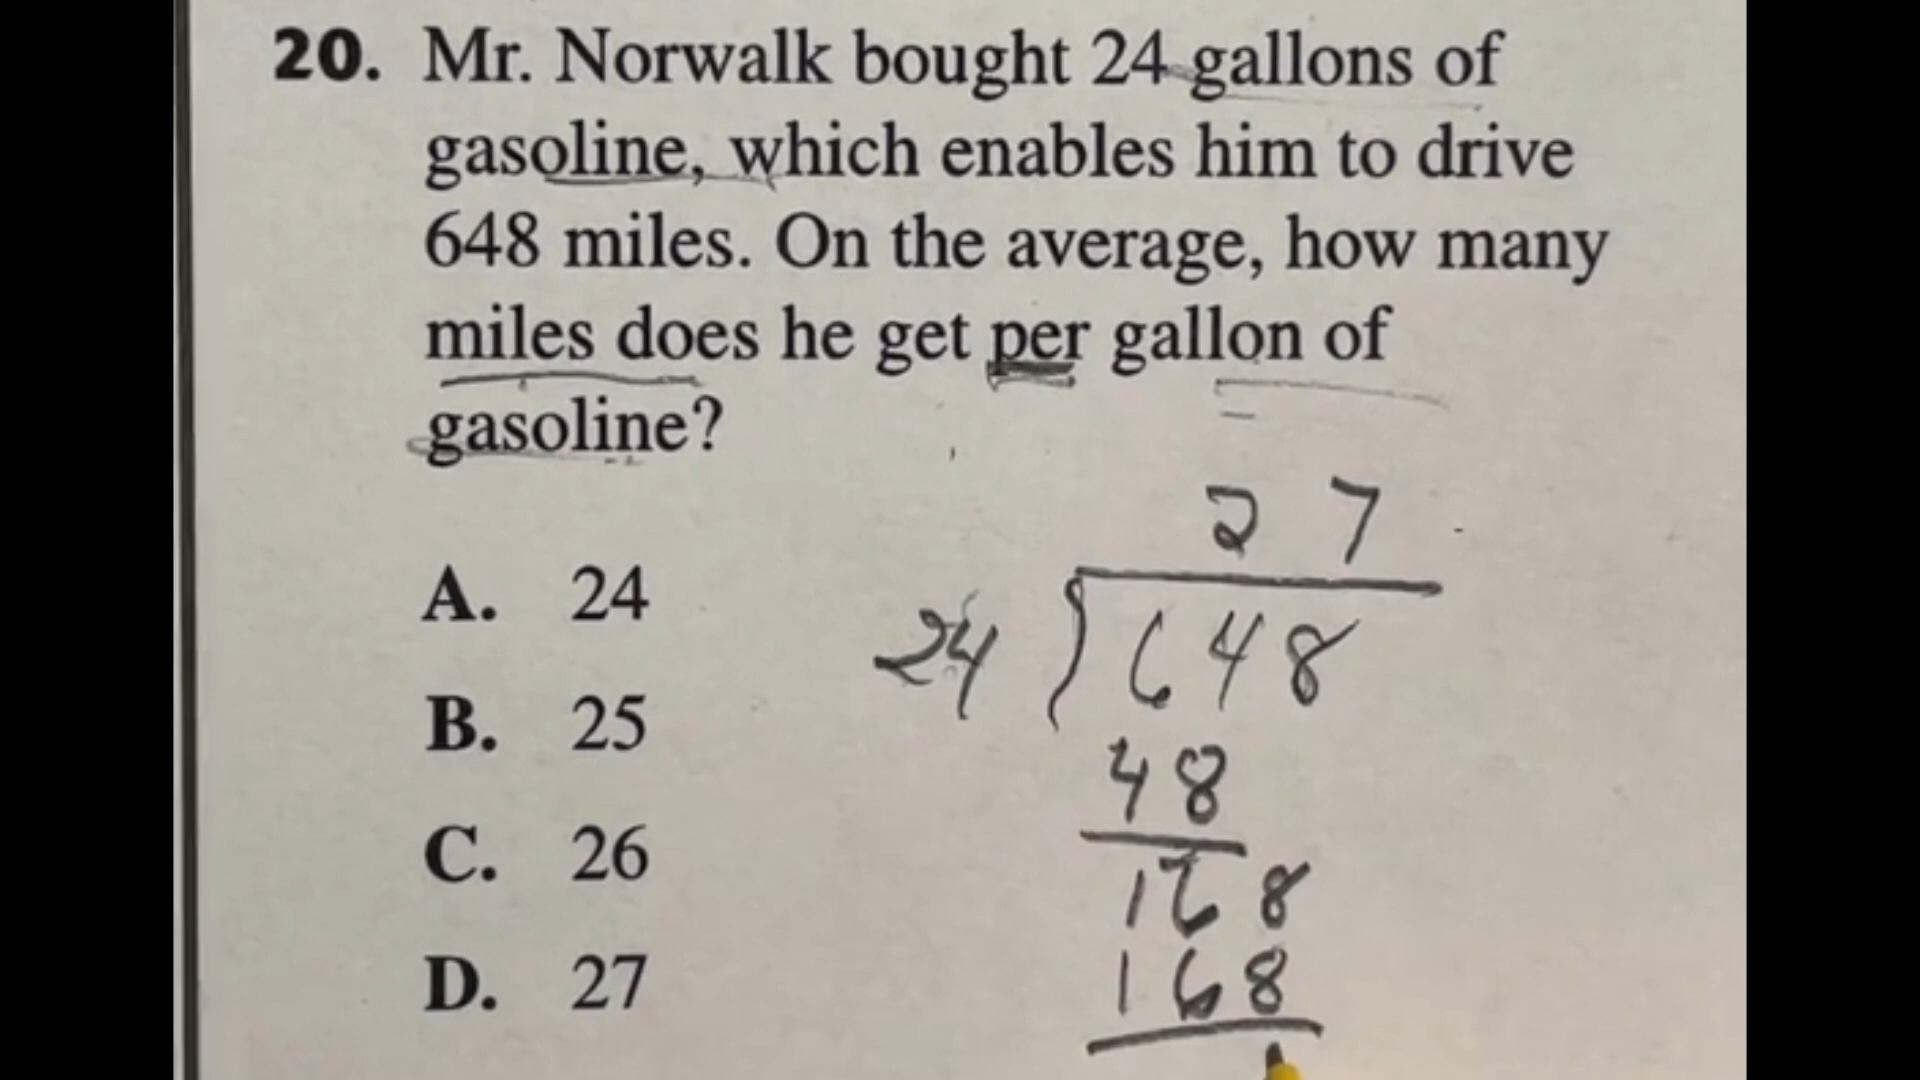 20. Mr. Norwalk bought 24 gallons of
gasoline, which enables him to drive
648 miles. On the average, how many
miles does he get per gallon of
gasoline?
A. 24
B. 25
C. 26
D. 27
27
24 648
48
168
168